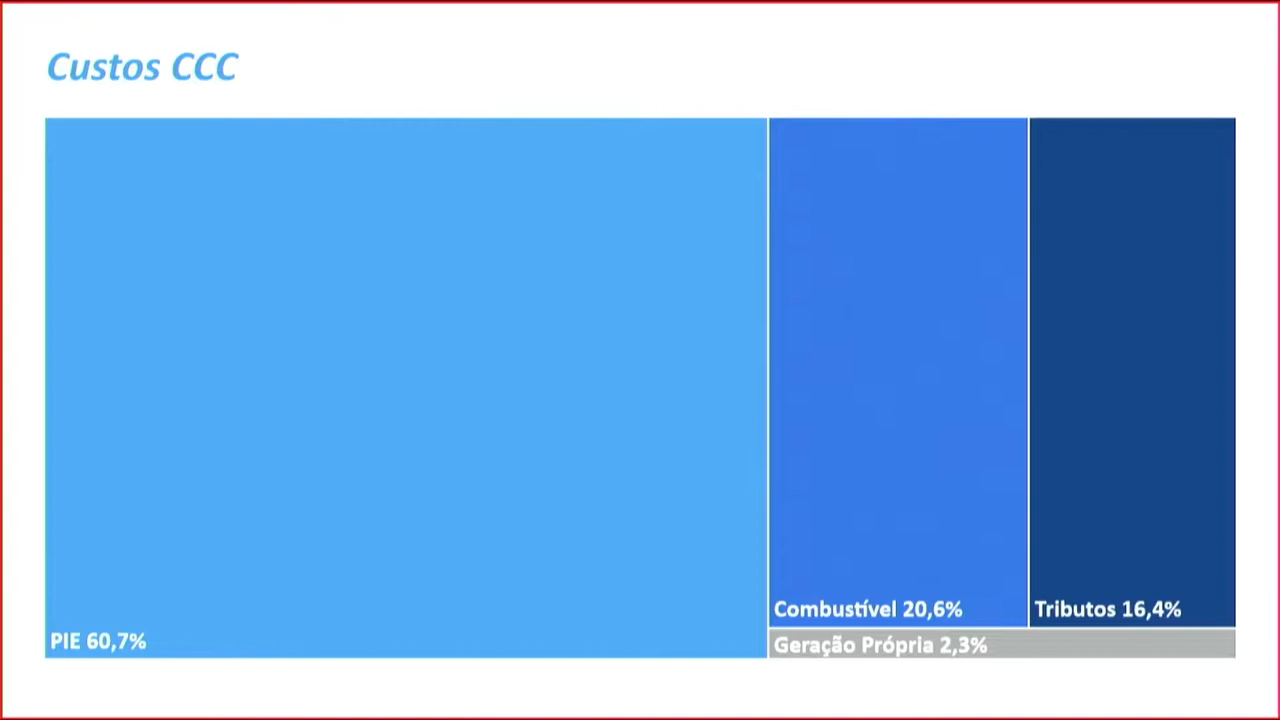 Custos CCC
PIE 60,7%
Combustível 20,6%
Tributos 16,4%
Geração Própria 2,3%